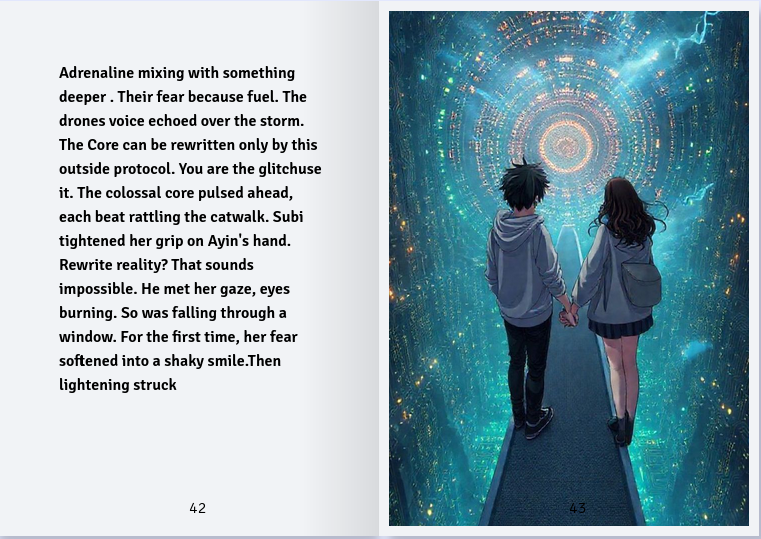 Adrenaline mixing with something
deeper . Their fear because fuel. The
drones voice echoed over the storm.
The Core can be rewritten only by this
outside protocol. You are the glitchuse
it. The colossal core pulsed ahead,
each beat rattling the catwalk. Subi
tightened her grip on Ayin's hand.
Rewrite reality? That sounds
impossible. He met her gaze, eyes
burning. So was falling through a
window. For the first time, her fear
softened into a shaky smile.Then
lightening struck
42
43